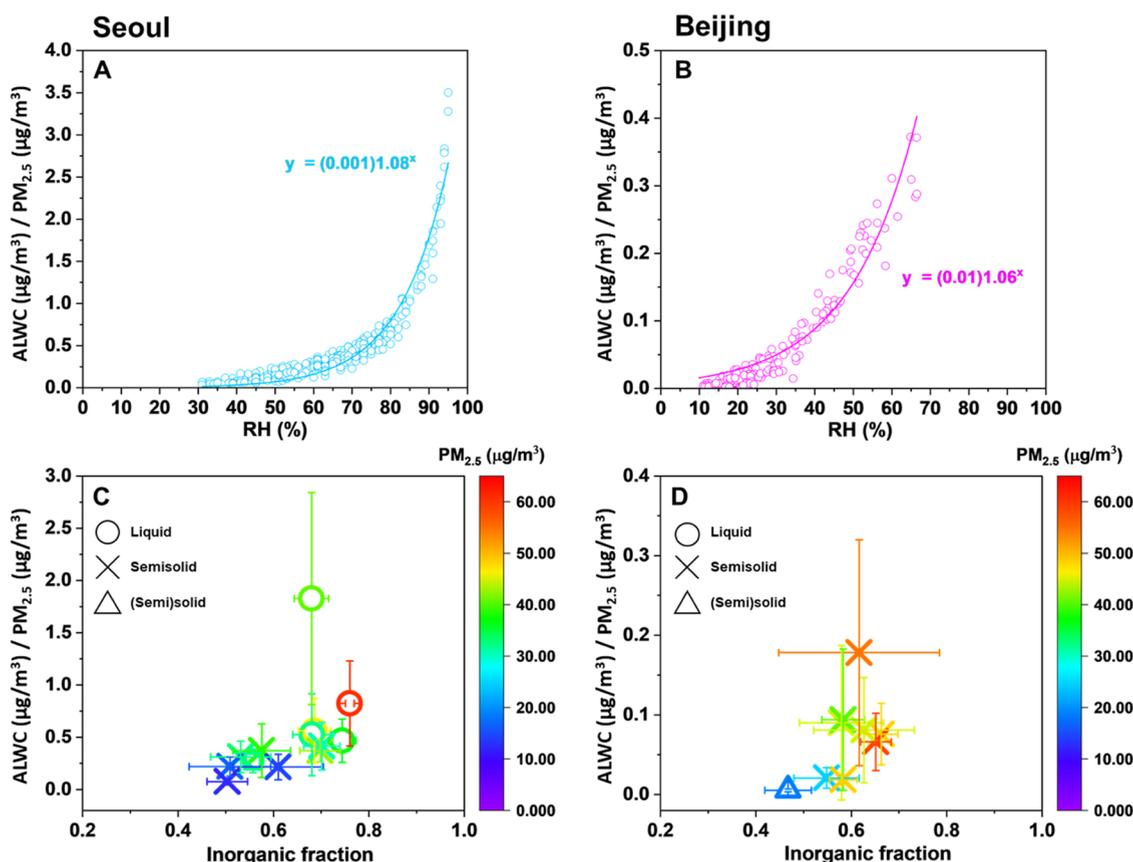 Seoul
Beijing
A
4.0
3.5
3.0
2.5
2.0
1.5
1.0
0.5
0.0
ALWC (μg/m³) / PM₂.₅ (μg/m³)
y = (0.001)1.08ˣ
0 10 20 30 40 50 60 70 80 90 100
RH (%)
B
0.5
0.4
0.3
0.2
0.1
0.0
ALWC (μg/m³) / PM₂.₅ (μg/m³)
y = (0.01)1.06ˣ
0 10 20 30 40 50 60 70 80 90 100
RH (%)
C
3.0
2.5
2.0
1.5
1.0
0.5
0.0
ALWC (μg/m³) / PM₂.₅ (μg/m³)
Liquid
Semisolid
(Semi)solid
0.2 0.4 0.6 0.8 1.0
Inorganic fraction
PM₂.₅ (μg/m³)
60.00
50.00
40.00
30.00
20.00
10.00
0.000
D
0.4
0.3
0.2
0.1
0.0
ALWC (μg/m³) / PM₂.₅ (μg/m³)
Liquid
Semisolid
(Semi)solid
0.2 0.4 0.6 0.8 1.0
Inorganic fraction
PM₂.₅ (μg/m³)
60.00
50.00
40.00
30.00
20.00
10.00
0.000